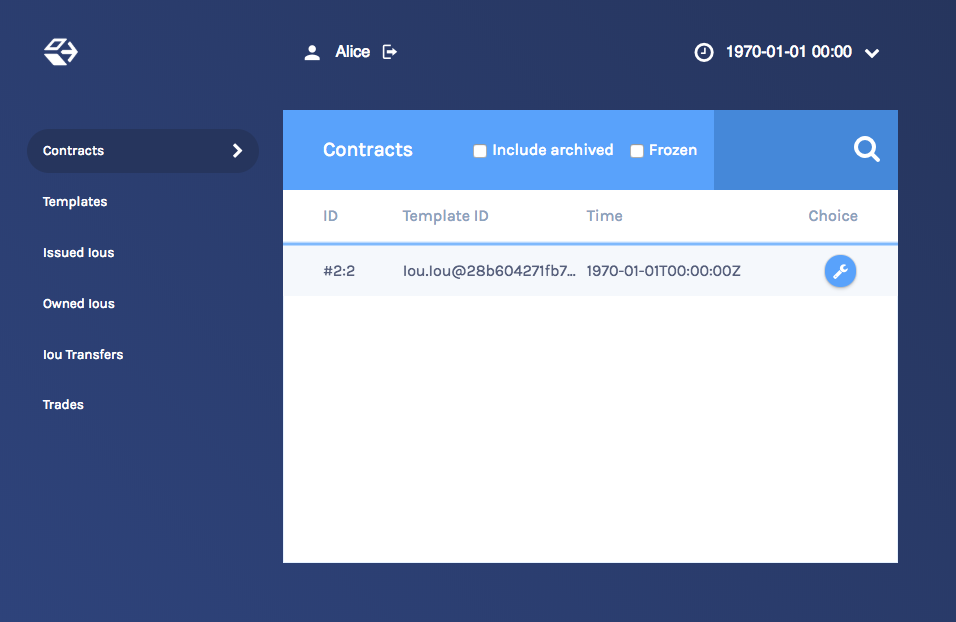 Alice 1970-01-01 00:00
Contracts
Templates
Issued Ious
Owned Ious
Iou Transfers
Trades
Contracts Include archived Frozen
ID Template ID Time Choice
#2:2 Iou.Iou@28b604271fb7... 1970-01-01T00:00:00Z